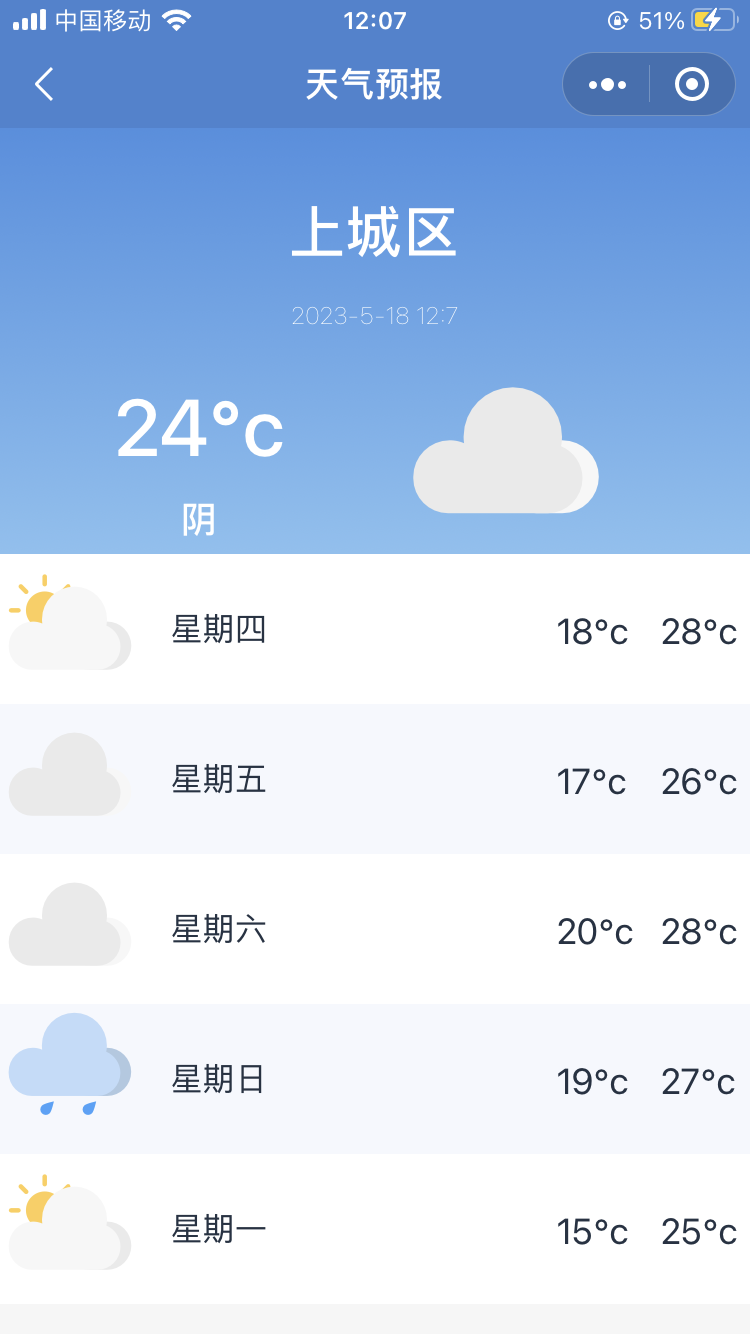 中国移动 12:07 51%
天气预报
上城区
2023-5-18 12:7
24°c
阴
星期四 18°c 28°c
星期五 17°c 26°c
星期六 20°c 28°c
星期日 19°c 27°c
星期一 15°c 25°c